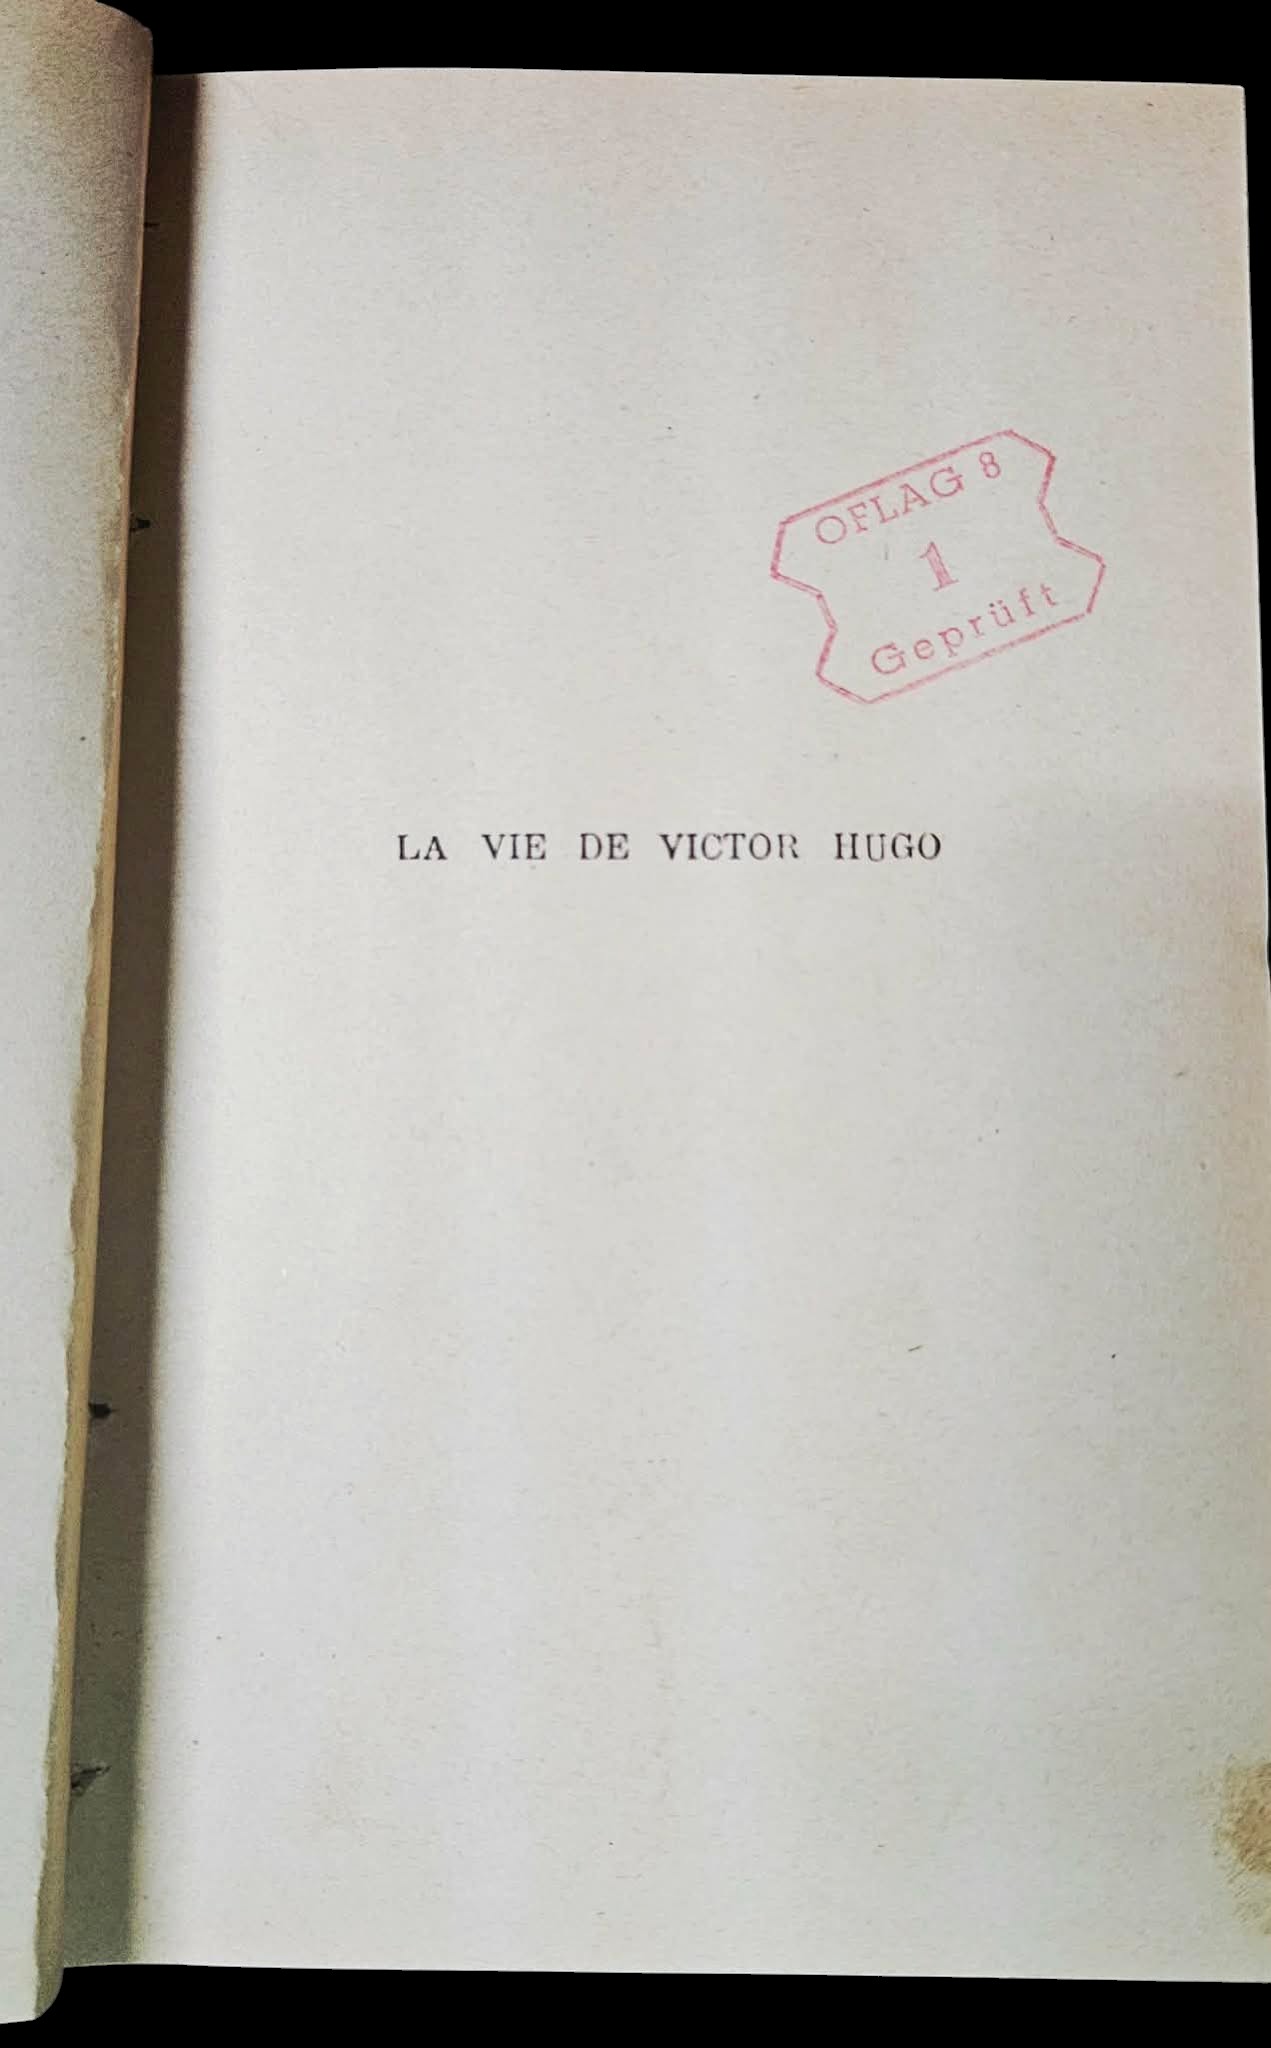 OFLAG 8
1
Geprüft
LA VIE DE VICTOR HUGO